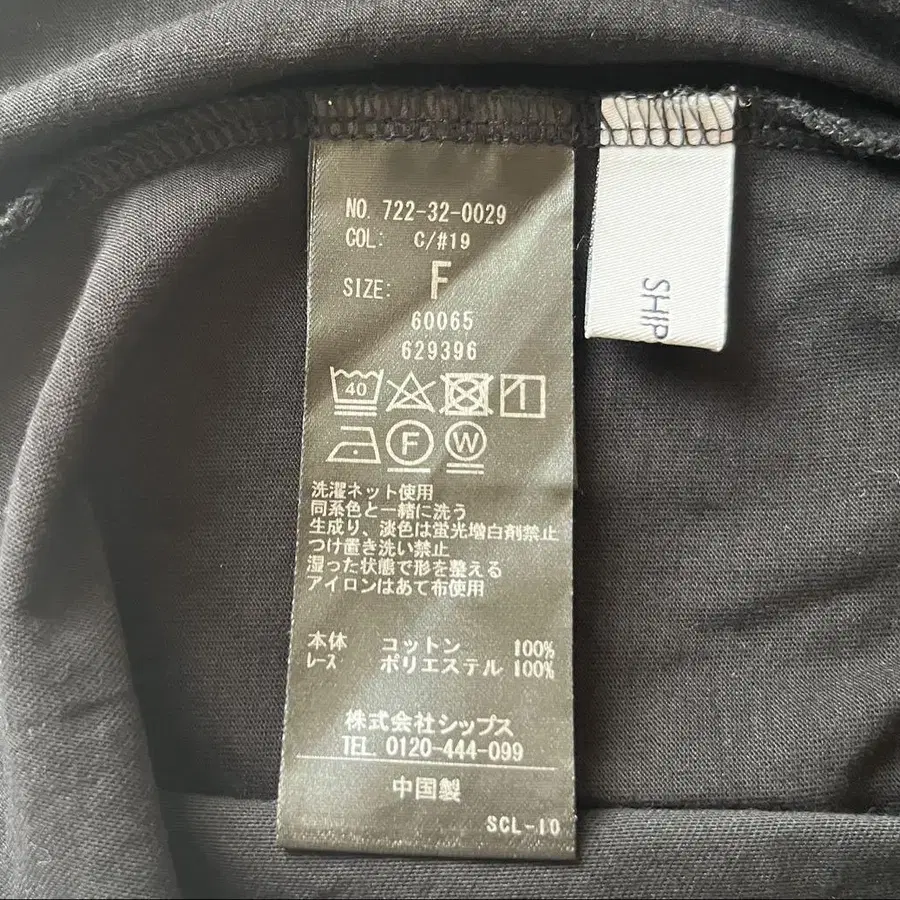 NO. 722-32-0029
COL: C/#19
SIZE: F
60065
629396
40
F W
洗濯ネット使用
同系色と一緒に洗う
生成り、淡色は蛍光増白剤禁止
つけ置き洗い禁止
湿った状態で形を整える
アイロンはあて布使用
本体 コットン 100%
レース ポリエステル 100%
株式会社シップス
TEL. 0120-444-099
中国製
SCL-10
SHIP